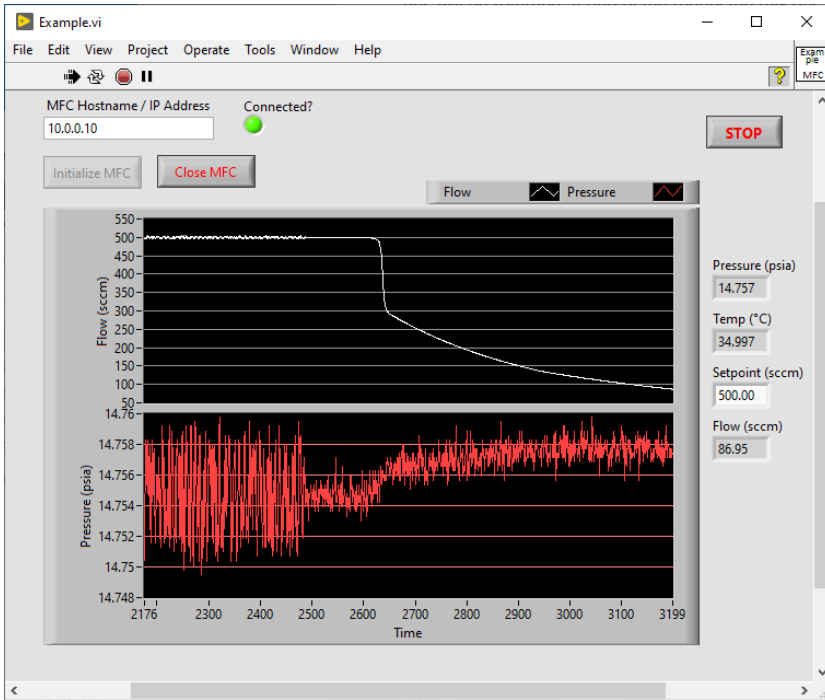 Example.vi
File Edit View Project Operate Tools Window Help
Exam
ple
MFC
?
MFC Hostname / IP Address
Connected?
10.0.0.10
STOP
Initialize MFC
Close MFC
Flow
Pressure
550
500
450
400
350
300
250
200
150
100
50
Flow (sccm)
14.76
14.758
14.756
14.754
14.752
14.75
14.748
Pressure (psia)
2176 2300 2400 2500 2600 2700 2800 2900 3000 3100 3199
Time
Pressure (psia)
14.757
Temp (°C)
34.997
Setpoint (sccm)
500.00
Flow (sccm)
86.95